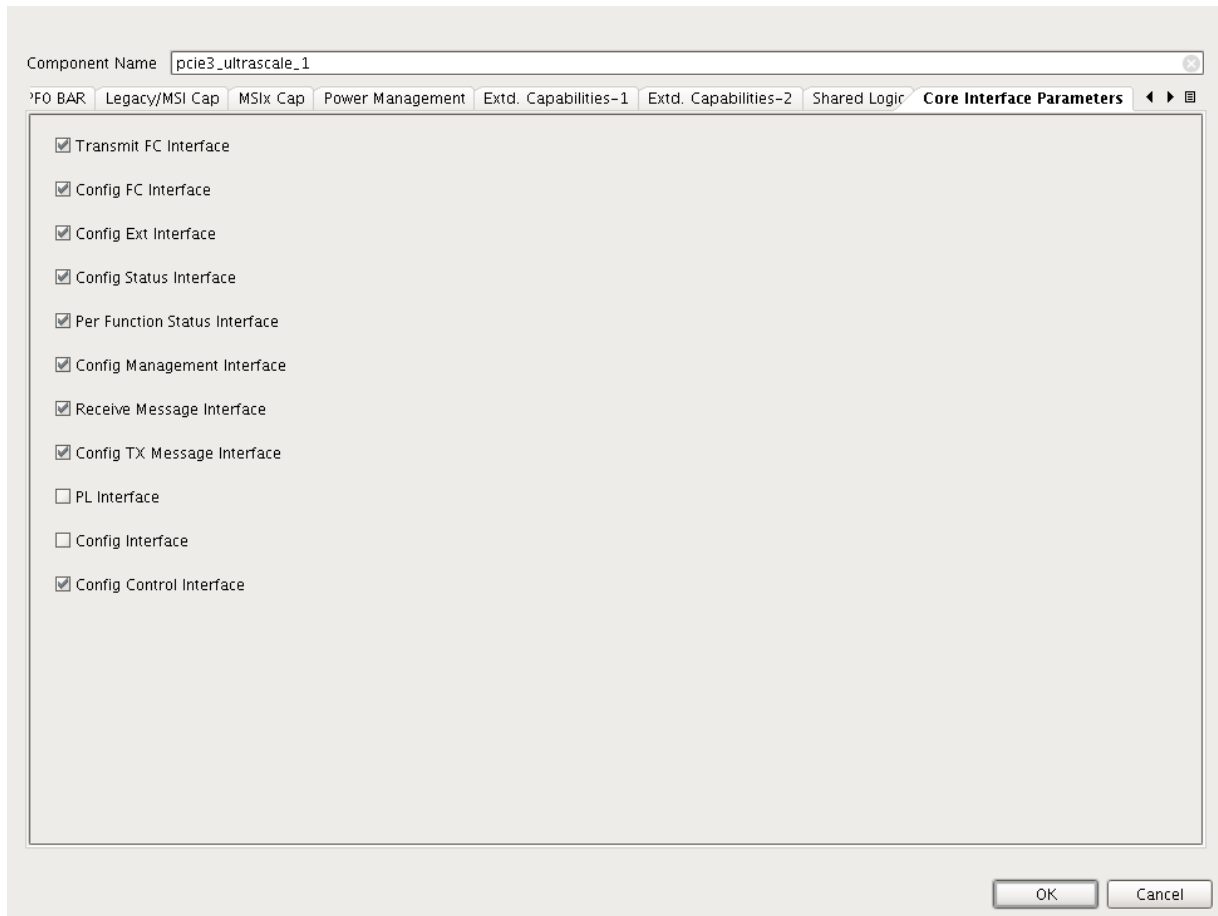 Component Name pcie3_ultrascale_1
PF0 BAR Legacy/MSI Cap MSIx Cap Power Management Extd. Capabilities-1 Extd. Capabilities-2 Shared Logic Core Interface Parameters
Transmit FC Interface
Config FC Interface
Config Ext Interface
Config Status Interface
Per Function Status Interface
Config Management Interface
Receive Message Interface
Config TX Message Interface
PL Interface
Config Interface
Config Control Interface
OK Cancel